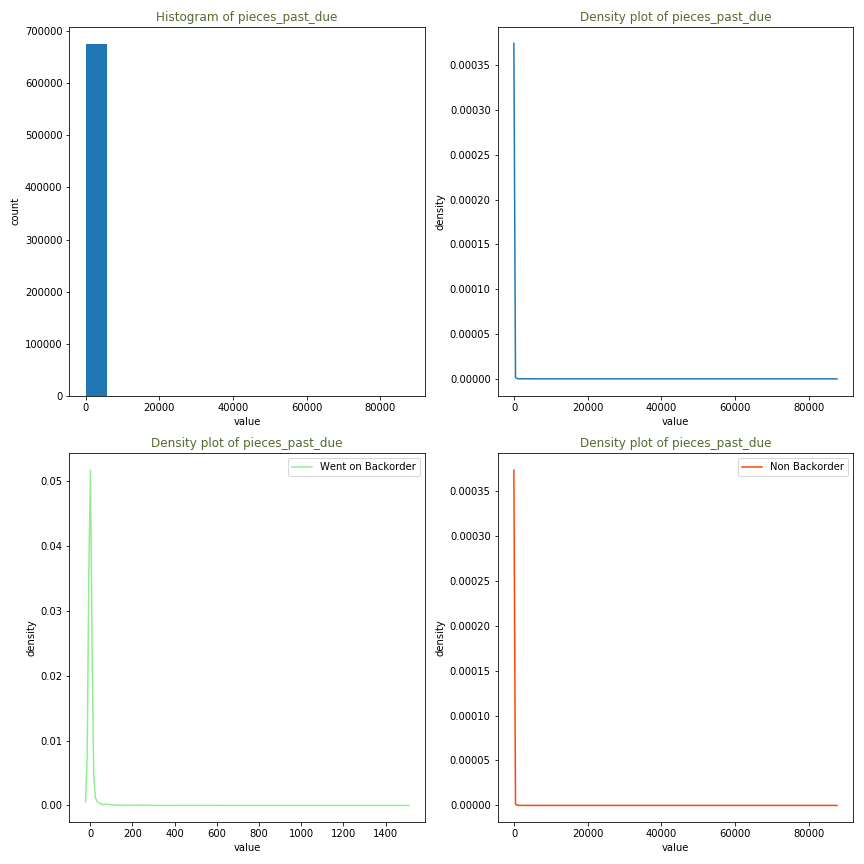 Histogram of pieces_past_due
700000
600000
500000
400000
300000
200000
100000
0
count
0 20000 40000 60000 80000
value
Density plot of pieces_past_due
0.00035
0.00030
0.00025
0.00020
0.00015
0.00010
0.00005
0.00000
density
0 20000 40000 60000 80000
value
Density plot of pieces_past_due
Went on Backorder
0.05
0.04
0.03
0.02
0.01
0.00
density
0 200 400 600 800 1000 1200 1400
value
Density plot of pieces_past_due
Non Backorder
0.00035
0.00030
0.00025
0.00020
0.00015
0.00010
0.00005
0.00000
density
0 20000 40000 60000 80000
value